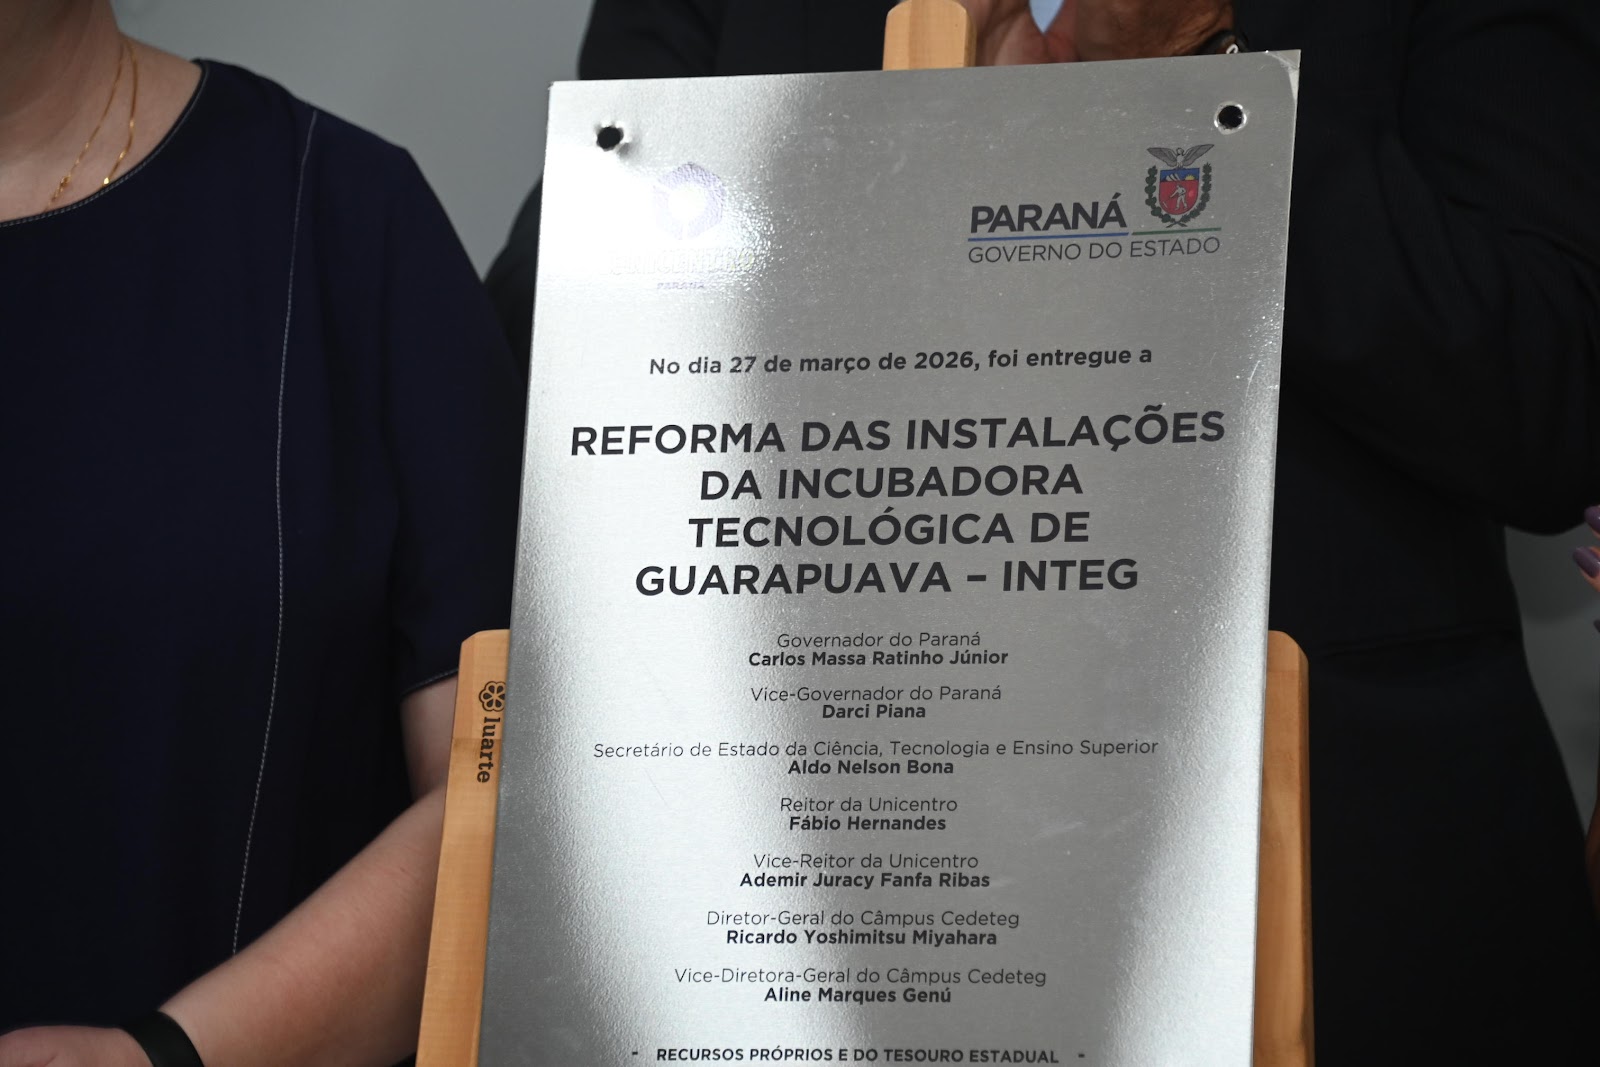 UNICENTRO
PARANÁ
PARANÁ
GOVERNO DO ESTADO
No dia 27 de março de 2026, foi entregue a
REFORMA DAS INSTALAÇÕES
DA INCUBADORA
TECNOLÓGICA DE
GUARAPUAVA – INTEG
Governador do Paraná
Carlos Massa Ratinho Júnior
Vice-Governador do Paraná
Darci Piana
Secretário de Estado da Ciência, Tecnologia e Ensino Superior
Aldo Nelson Bona
Reitor da Unicentro
Fábio Hernandes
Vice-Reitor da Unicentro
Ademir Juracy Fanfa Ribas
Diretor-Geral do Câmpus Cedeteg
Ricardo Yoshimitsu Miyahara
Vice-Diretora-Geral do Câmpus Cedeteg
Aline Marques Genú
- RECURSOS PRÓPRIOS E DO TESOURO ESTADUAL -
luarte